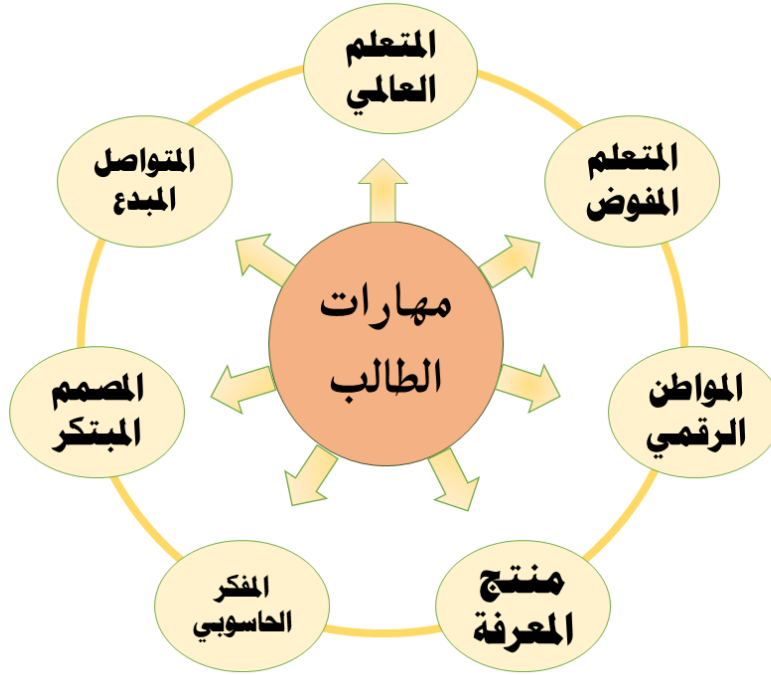 المتعلم
العالمي
المتعلم
المفوض
المواطن
الرقمي
منتج
المعرفة
المفكر
الحاسوبي
المصمم
المبتكر
المتواصل
المبدع
مهارات
الطالب